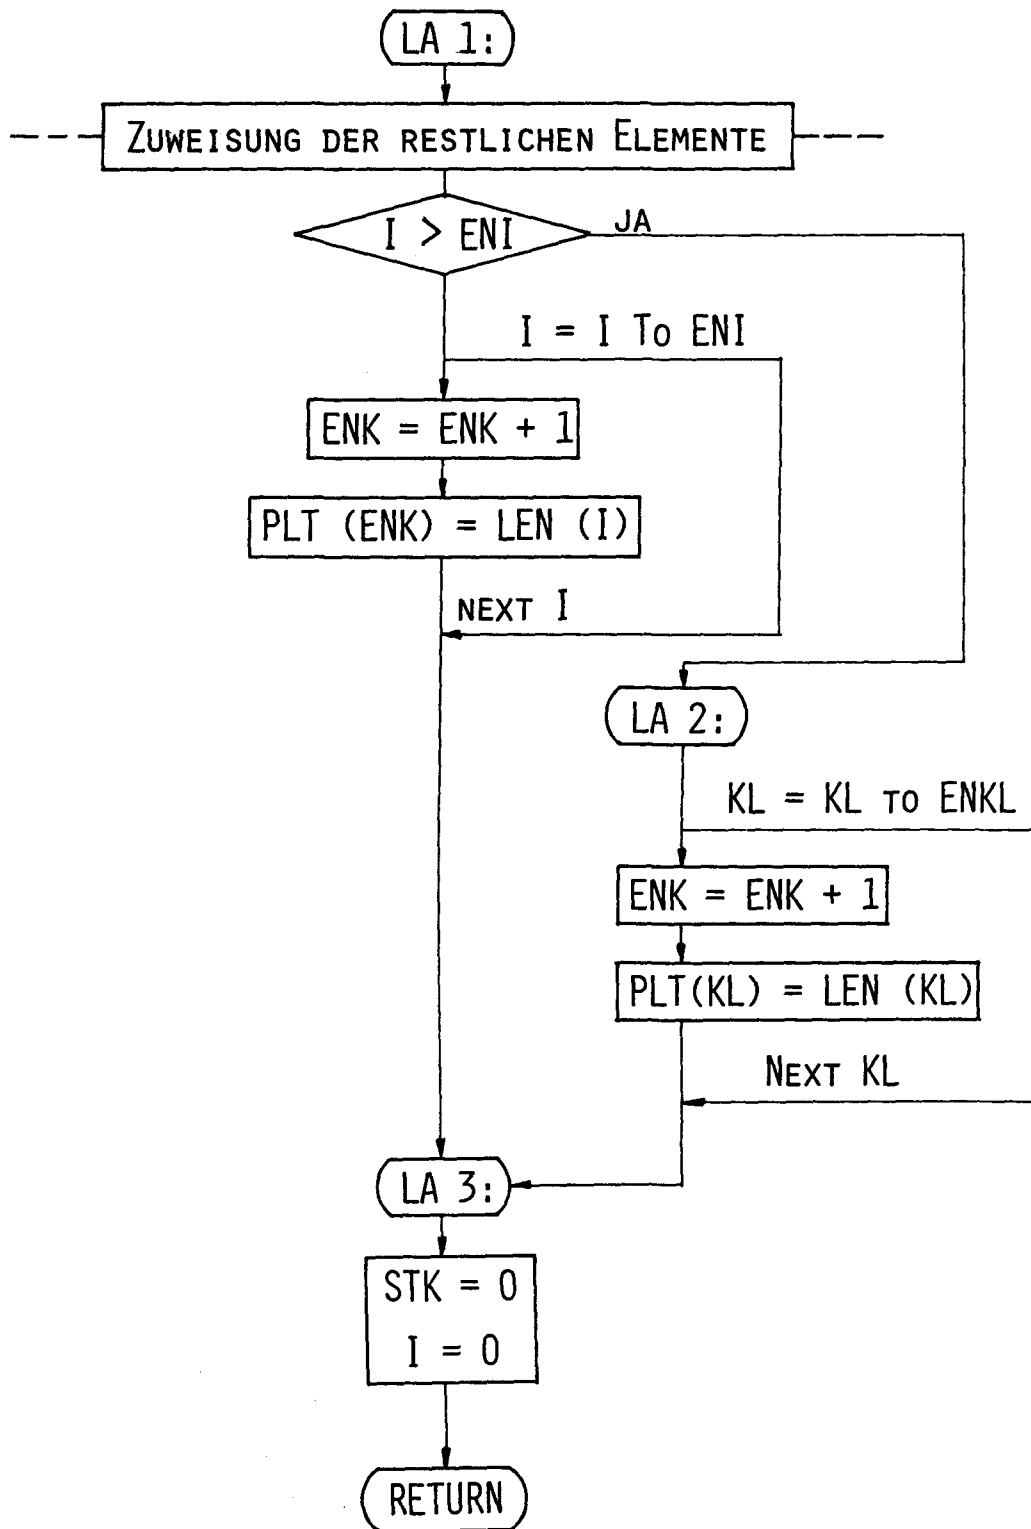 LA 1:
ZUWEISUNG DER RESTLICHEN ELEMENTE
I > ENI
JA
I = I TO ENI
ENK = ENK + 1
PLT (ENK) = LEN (I)
NEXT I
LA 2:
KL = KL TO ENKL
ENK = ENK + 1
PLT(KL) = LEN (KL)
NEXT KL
LA 3:
STK = 0
I = 0
RETURN